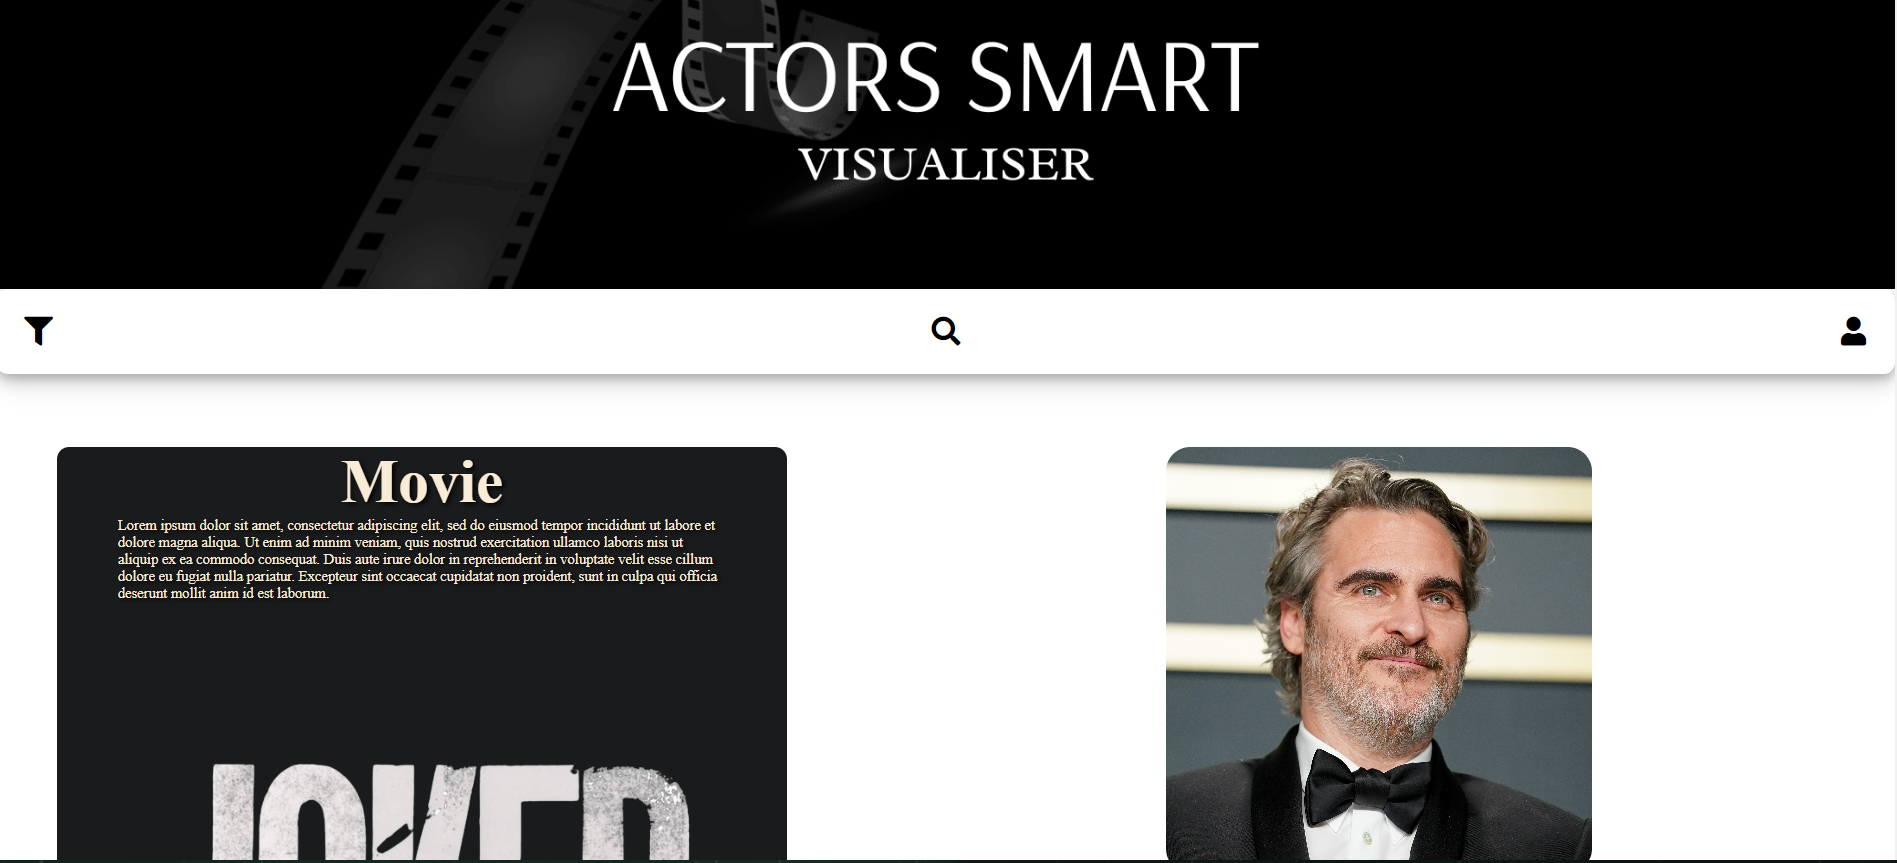 ACTORS SMART
VISUALISER
Movie
Lorem ipsum dolor sit amet, consectetur adipiscing elit, sed do eiusmod tempor incididunt ut labore et
dolore magna aliqua. Ut enim ad minim veniam, quis nostrud exercitation ullamco laboris nisi ut
aliquip ex ea commodo consequat. Duis aute irure dolor in reprehenderit in voluptate velit esse cillum
dolore eu fugiat nulla pariatur. Excepteur sint occaecat cupidatat non proident, sunt in culpa qui officia
deserunt mollit anim id est laborum.
JOKER